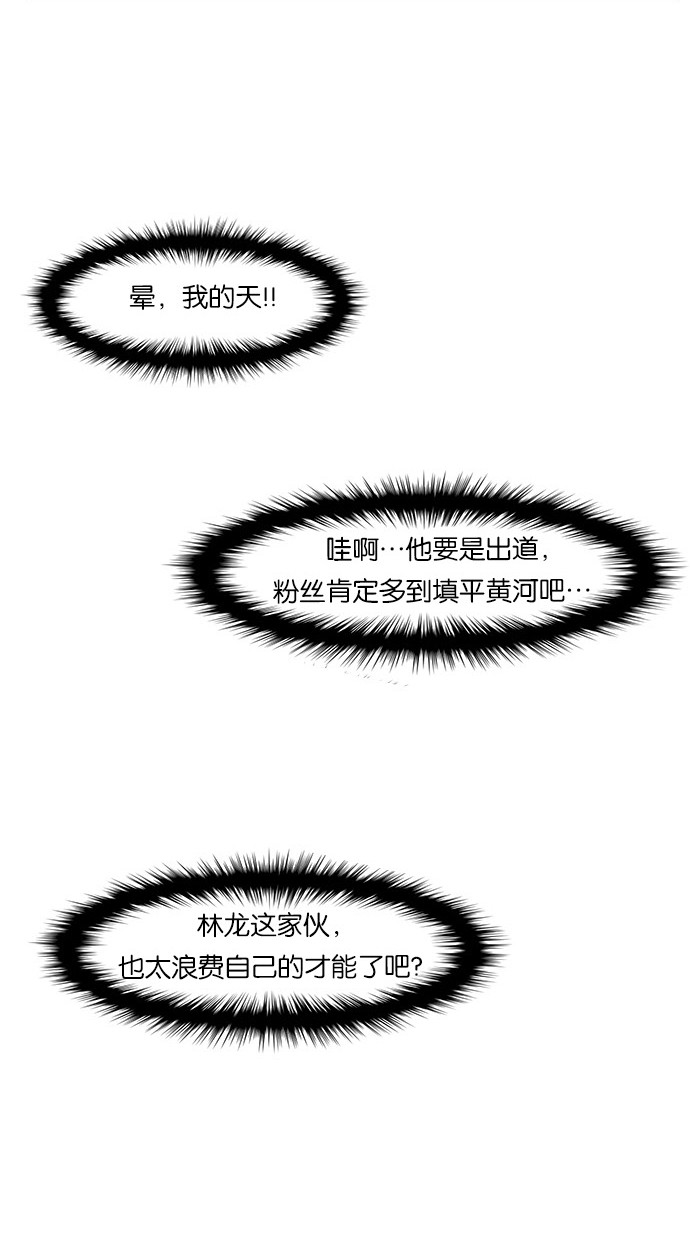 晕，我的天!!
哇啊…他要是出道，
粉丝肯定多到填平黄河吧…
林龙这家伙，
也太浪费自己的才能了吧?